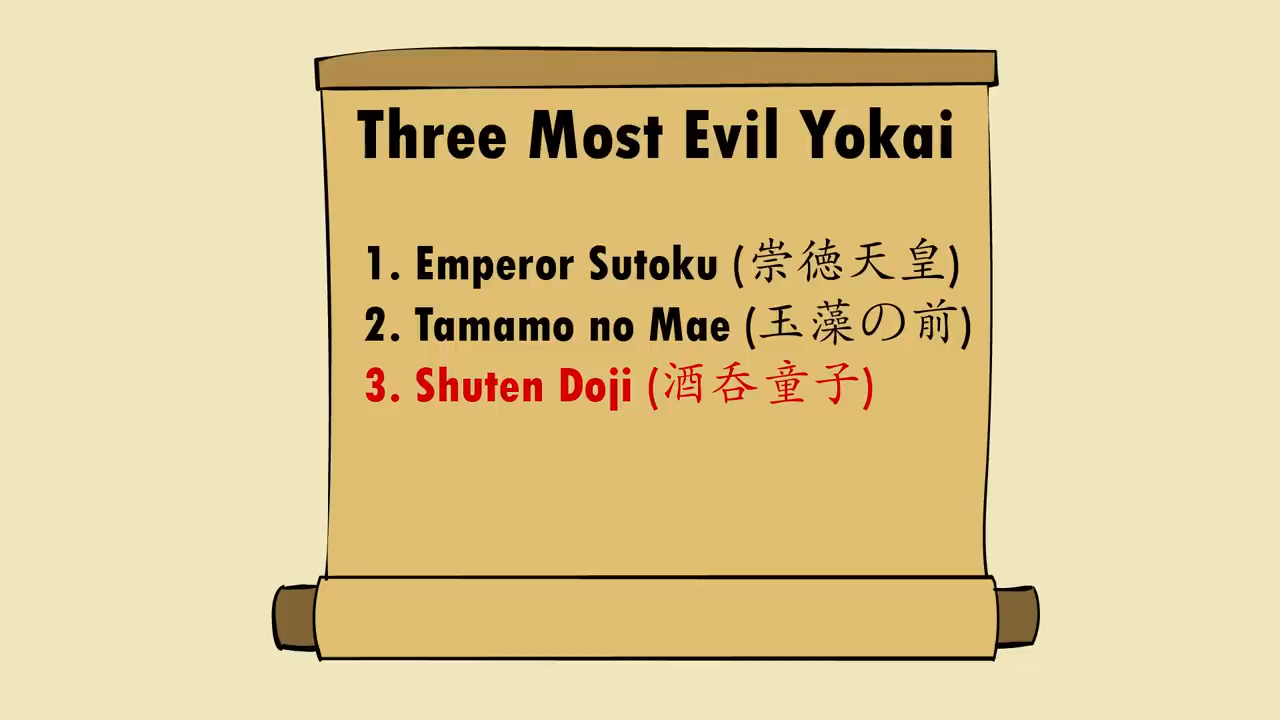 Three Most Evil Yokai
1. Emperor Sutoku (崇徳天皇)
2. Tamamo no Mae (玉藻の前)
3. Shuten Doji (酒呑童子)